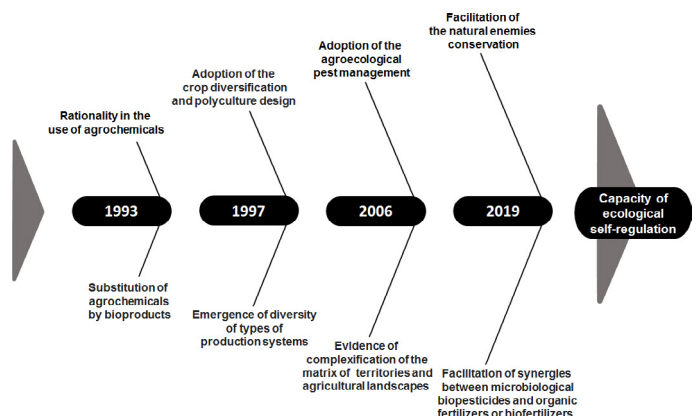 Facilitation of
the natural enemies
conservation
Adoption of the
agroecological
pest management
Adoption of the
crop diversification
and polyculture design
Rationality in the
use of agrochemicals
1993
1997
2006
2019
Capacity of
ecological
self-regulation
Substitution of
agrochemicals
by bioproducts
Emergence of diversity
of types of
production systems
Evidence of
complexification of the
matrix of territories and
agricultural landscapes
Facilitation of synergies
between microbiological
biopesticides and organic
fertilizers or biofertilizers